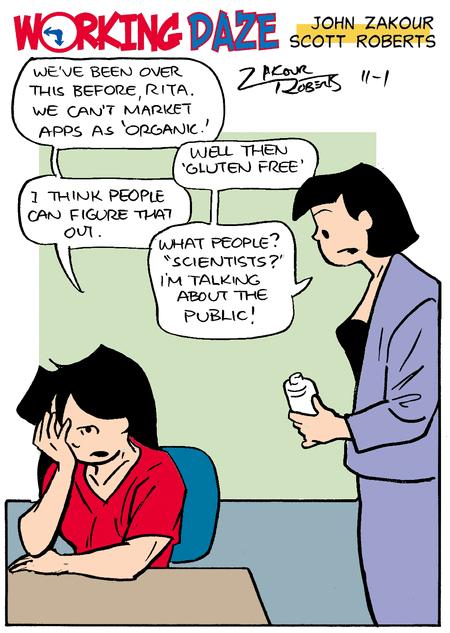 WORKING DAZE
JOHN ZAKOUR
SCOTT ROBERTS
ZAKOUR
ROBERTS
11-1
WE'VE BEEN OVER
THIS BEFORE, RITA.
WE CAN'T MARKET
APPS AS 'ORGANIC.'
WELL THEN
'GLUTEN FREE'
I THINK PEOPLE
CAN FIGURE THAT
OUT.
WHAT PEOPLE?
"SCIENTISTS?"
I'M TALKING
ABOUT THE
PUBLIC!